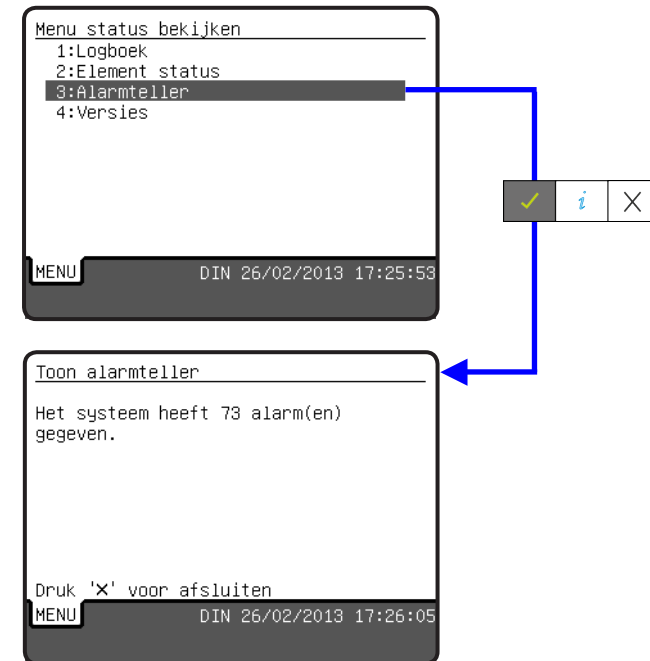 Menu status bekijken
1:Logboek
2:Element status
3:Alarmteller
4:Versies
i
MENU DIN 26/02/2013 17:25:53
Toon alarmteller
Het systeem heeft 73 alarm(en)
gegeven.
Druk 'X' voor afsluiten
MENU DIN 26/02/2013 17:26:05